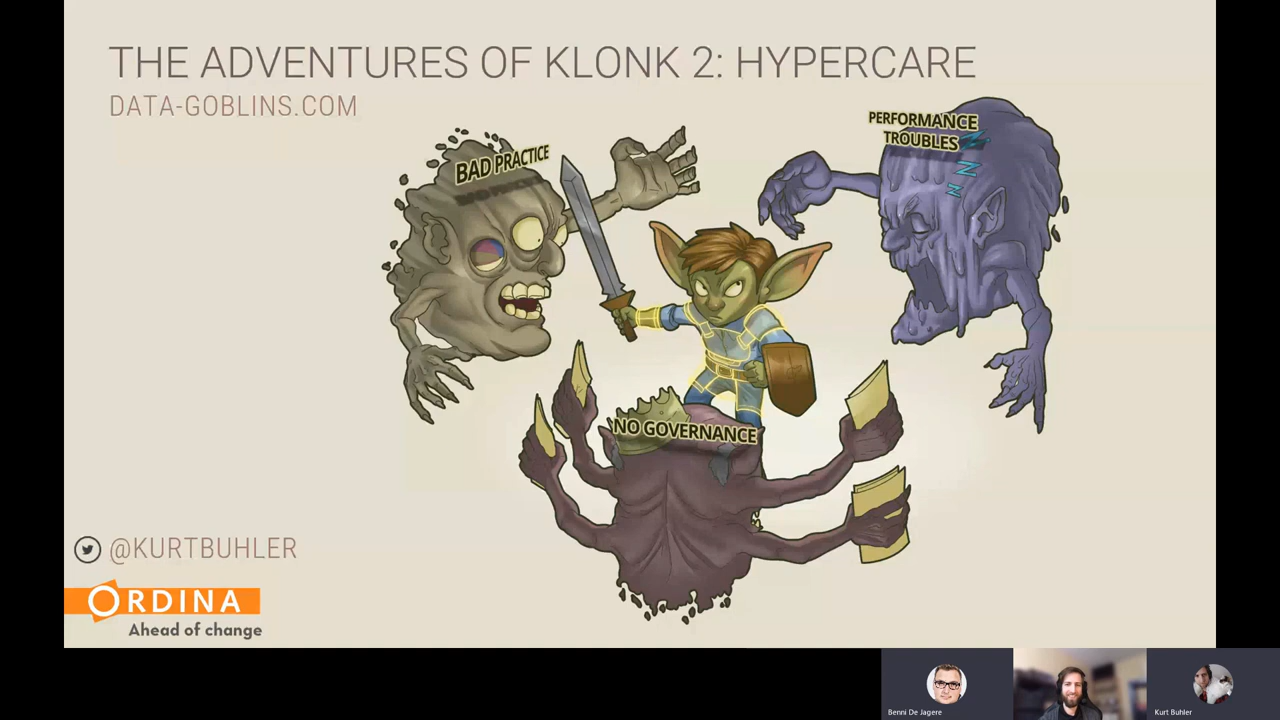 THE ADVENTURES OF KLONK 2: HYPERCARE
DATA-GOBLINS.COM
BAD PRACTICE
PERFORMANCE
TROUBLES
Z
Z
Z
NO GOVERNANCE
@KURTBUHLER
ORDINA
Ahead of change
Benni De Jagere
Kurt Buhler